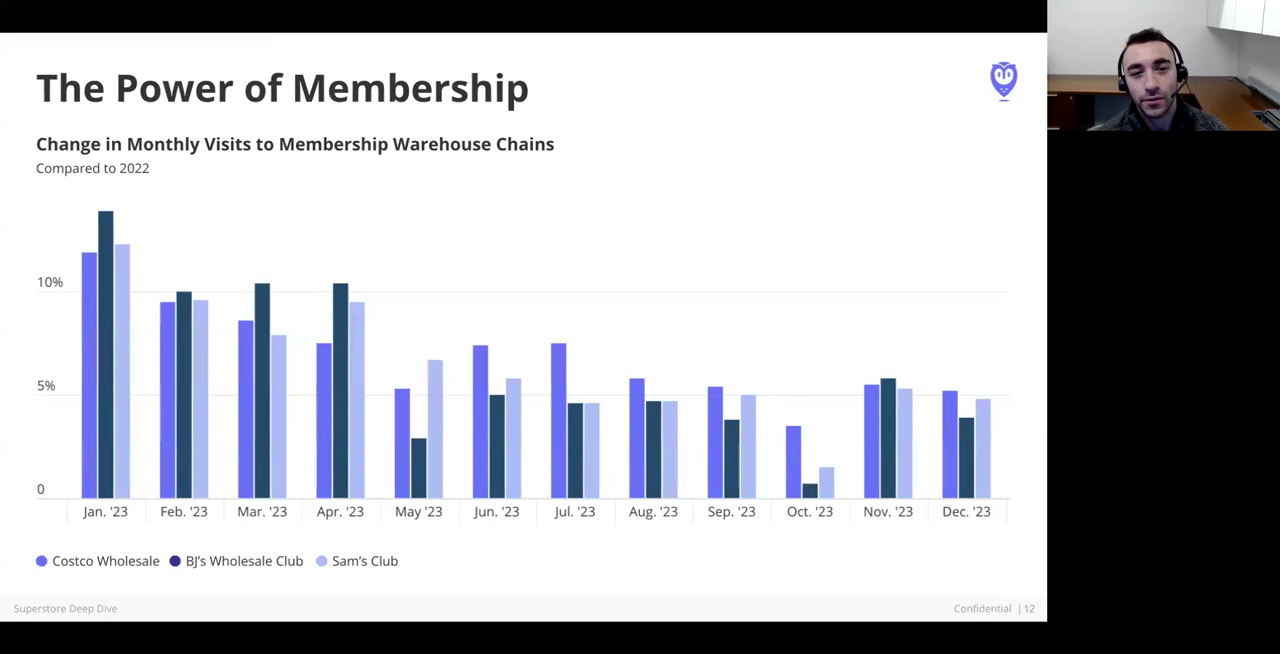 The Power of Membership
Change in Monthly Visits to Membership Warehouse Chains
Compared to 2022
10%
5%
0
Jan. '23 Feb. '23 Mar. '23 Apr. '23 May '23 Jun. '23 Jul. '23 Aug. '23 Sep. '23 Oct. '23 Nov. '23 Dec. '23
Costco Wholesale BJ’s Wholesale Club Sam’s Club
Superstore Deep Dive Confidential | 12